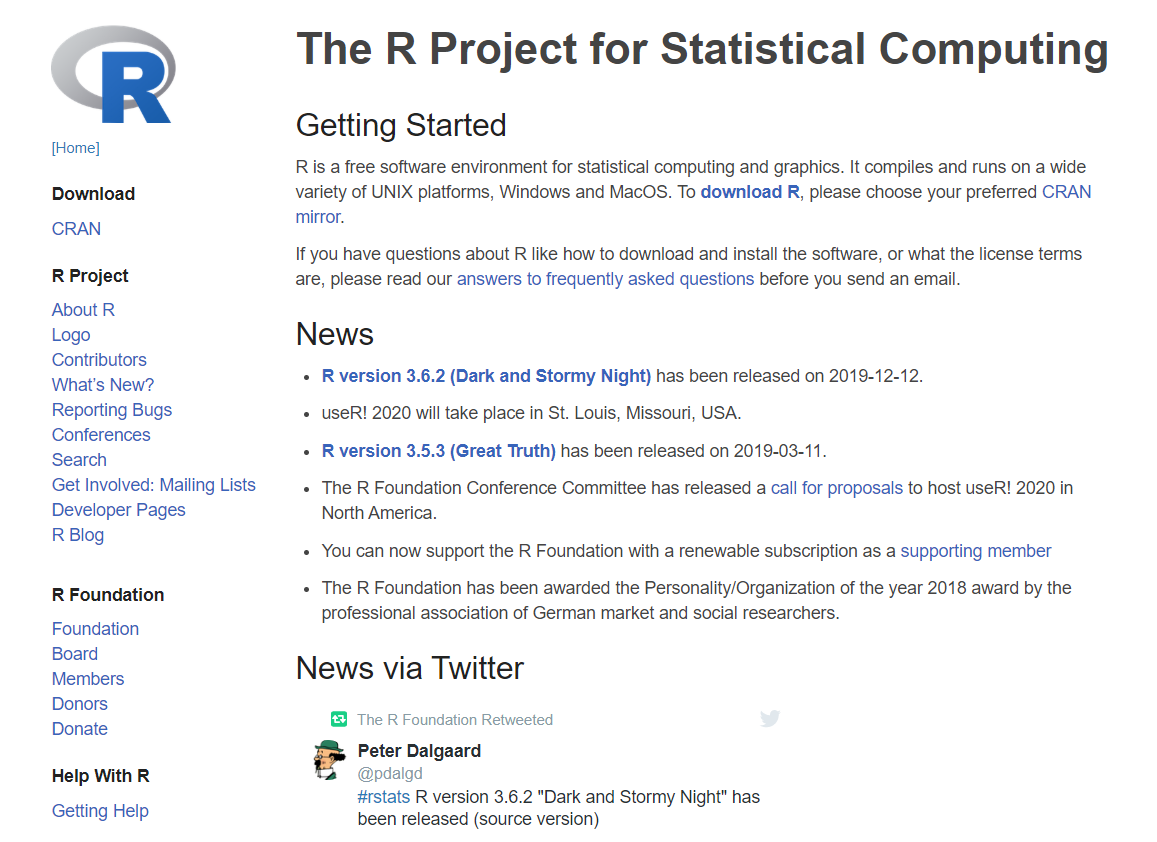 R
[Home]
Download
CRAN
R Project
About R
Logo
Contributors
What's New?
Reporting Bugs
Conferences
Search
Get Involved: Mailing Lists
Developer Pages
R Blog
R Foundation
Foundation
Board
Members
Donors
Donate
Help With R
Getting Help
The R Project for Statistical Computing
Getting Started
R is a free software environment for statistical computing and graphics. It compiles and runs on a wide
variety of UNIX platforms, Windows and MacOS. To download R, please choose your preferred CRAN
mirror.
If you have questions about R like how to download and install the software, or what the license terms
are, please read our answers to frequently asked questions before you send an email.
News
• R version 3.6.2 (Dark and Stormy Night) has been released on 2019-12-12.
• useR! 2020 will take place in St. Louis, Missouri, USA.
• R version 3.5.3 (Great Truth) has been released on 2019-03-11.
• The R Foundation Conference Committee has released a call for proposals to host useR! 2020 in
North America.
• You can now support the R Foundation with a renewable subscription as a supporting member
• The R Foundation has been awarded the Personality/Organization of the year 2018 award by the
professional association of German market and social researchers.
News via Twitter
The R Foundation Retweeted
Peter Dalgaard
@pdalgd
#rstats R version 3.6.2 "Dark and Stormy Night" has
been released (source version)